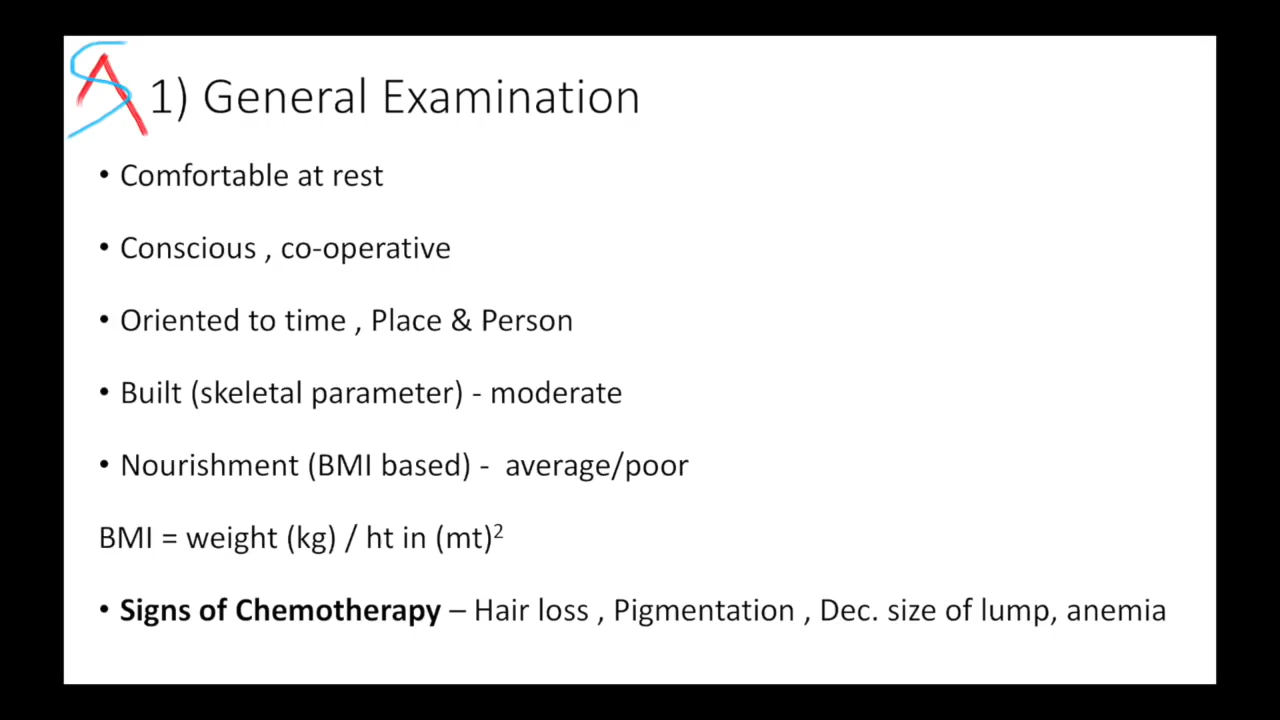 SA
1) General Examination
• Comfortable at rest
• Conscious , co-operative
• Oriented to time , Place & Person
• Built (skeletal parameter) - moderate
• Nourishment (BMI based) - average/poor
BMI = weight (kg) / ht in (mt)²
• Signs of Chemotherapy – Hair loss , Pigmentation , Dec. size of lump, anemia